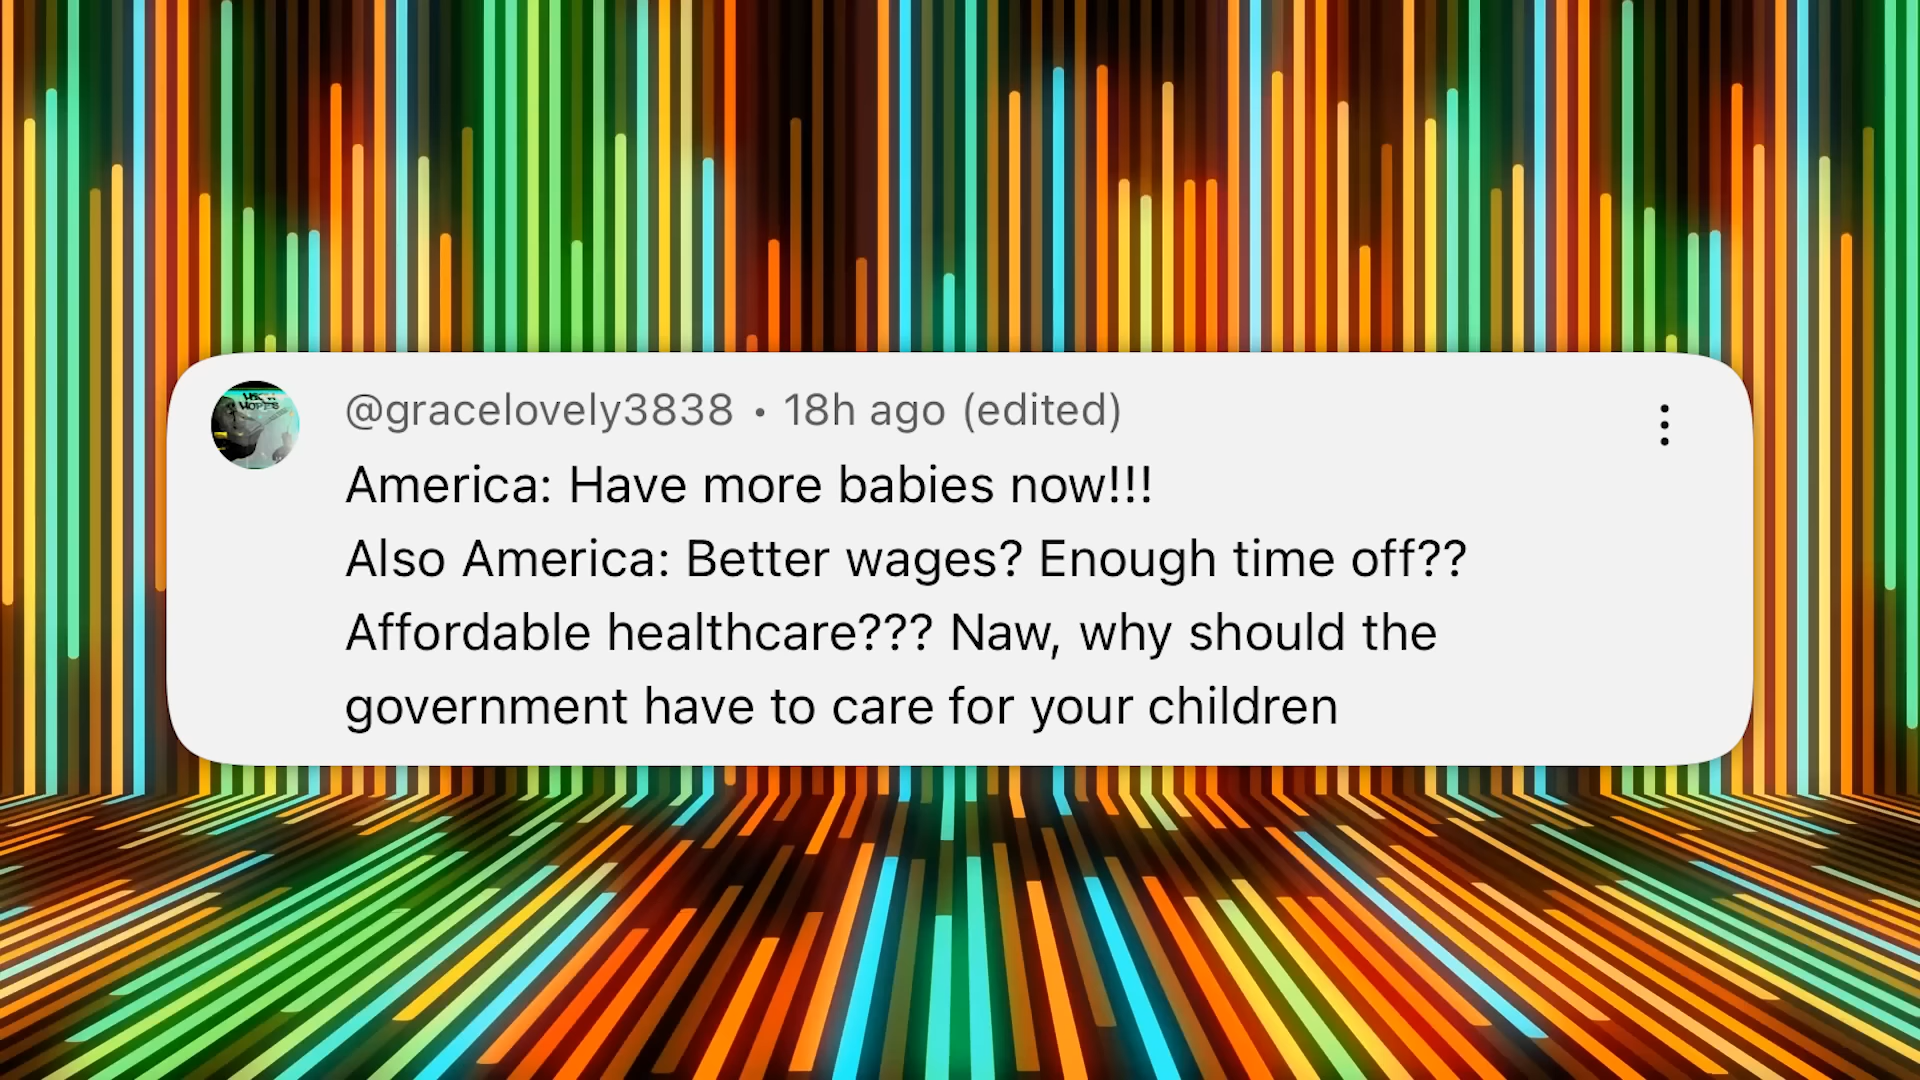 @gracelovely3838 • 18h ago (edited)
America: Have more babies now!!!
Also America: Better wages? Enough time off??
Affordable healthcare??? Naw, why should the
government have to care for your children